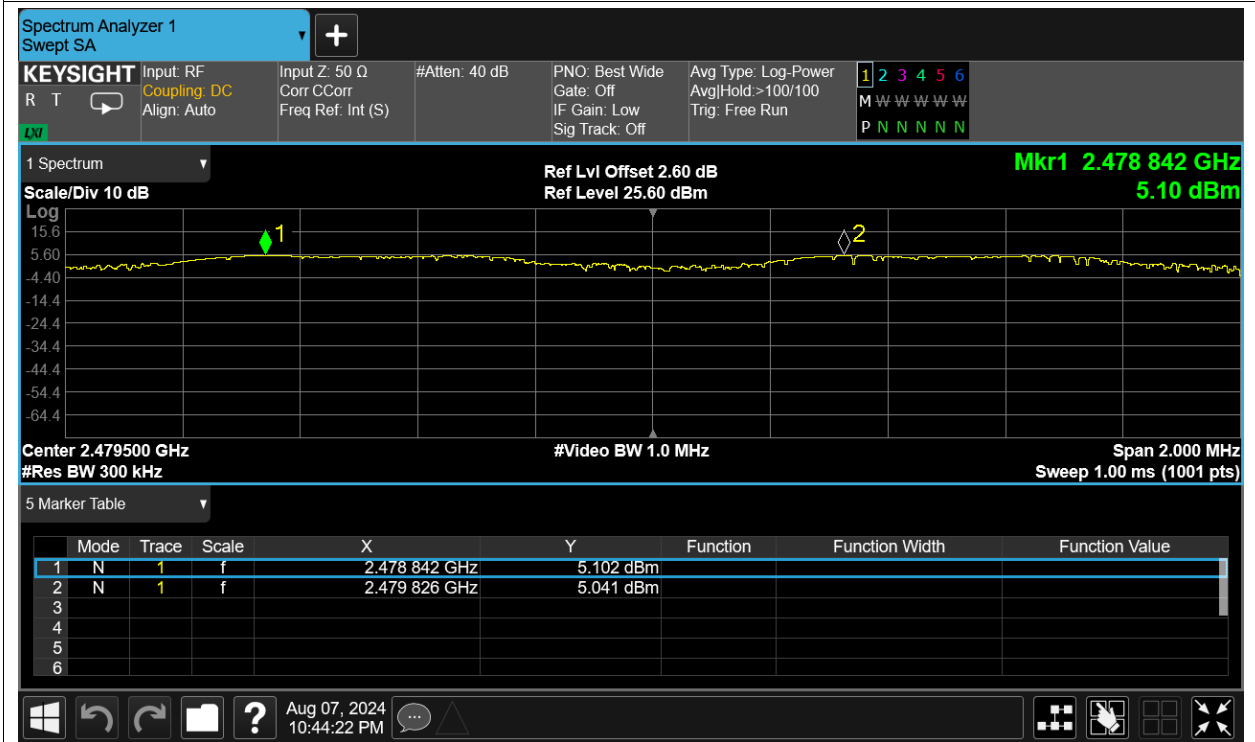 Spectrum Analyzer 1
Swept SA
+
KEYSIGHT
R T
LXI
Input: RF
Coupling: DC
Align: Auto
Input Z: 50 Ω
Corr CCorr
Freq Ref: Int (S)
#Atten: 40 dB
PNO: Best Wide
Gate: Off
IF Gain: Low
Sig Track: Off
Avg Type: Log-Power
Avg|Hold:>100/100
Trig: Free Run
1 2 3 4 5 6
M W W W W W
P N N N N N
1 Spectrum
Scale/Div 10 dB
Ref Lvl Offset 2.60 dB
Ref Level 25.60 dBm
Mkr1 2.478 842 GHz
5.10 dBm
Log
15.6
5.60
-4.40
-14.4
-24.4
-34.4
-44.4
-54.4
-64.4
1
2
Center 2.479500 GHz
#Res BW 300 kHz
#Video BW 1.0 MHz
Span 2.000 MHz
Sweep 1.00 ms (1001 pts)
5 Marker Table
Mode Trace Scale X Y Function Function Width Function Value
1 N 1 f 2.478 842 GHz 5.102 dBm
2 N 1 f 2.479 826 GHz 5.041 dBm
3
4
5
6
?
Aug 07, 2024
10:44:22 PM